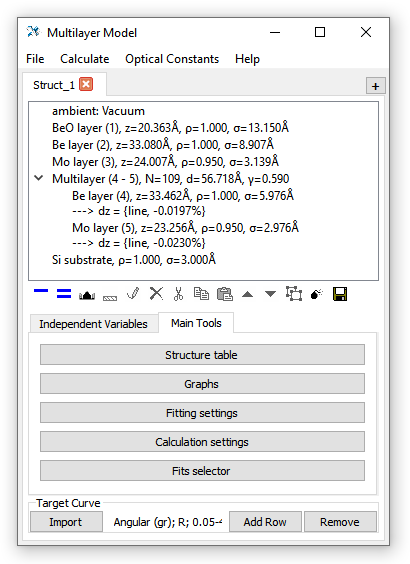 Multilayer Model
File Calculate Optical Constants Help
Struct_1
+
ambient: Vacuum
BeO layer (1), z=20.363Å, ρ=1.000, σ=13.150Å
Be layer (2), z=33.080Å, ρ=1.000, σ=8.907Å
Mo layer (3), z=24.007Å, ρ=0.950, σ=3.139Å
Multilayer (4 - 5), N=109, d=56.718Å, γ=0.590
Be layer (4), z=33.462Å, ρ=1.000, σ=5.976Å
---> dz = {line, -0.0197%}
Mo layer (5), z=23.256Å, ρ=0.950, σ=2.976Å
---> dz = {line, -0.0230%}
Si substrate, ρ=1.000, σ=3.000Å
Independent Variables Main Tools
Structure table
Graphs
Fitting settings
Calculation settings
Fits selector
Target Curve
Import Angular (gr); R; 0.05-4 Add Row Remove